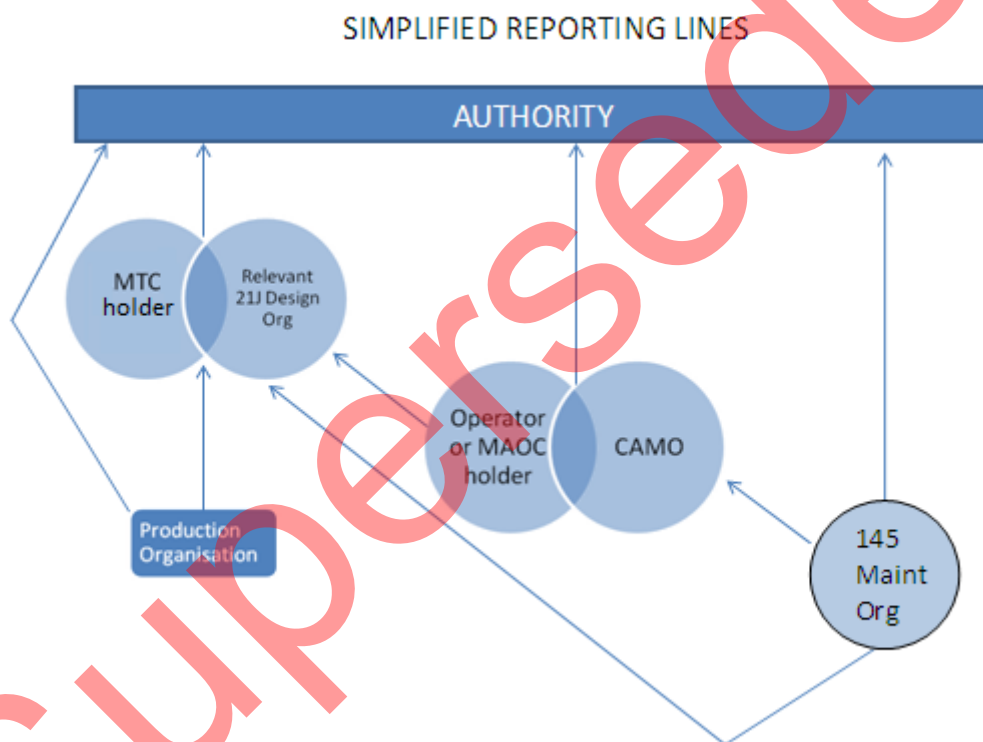 SIMPLIFIED REPORTING LINES
AUTHORITY
MTC
holder
Relevant
21J Design
Org
Operator
or MAOC
holder
CAMO
Production
Organisation
145
Maint
Org
Superseded